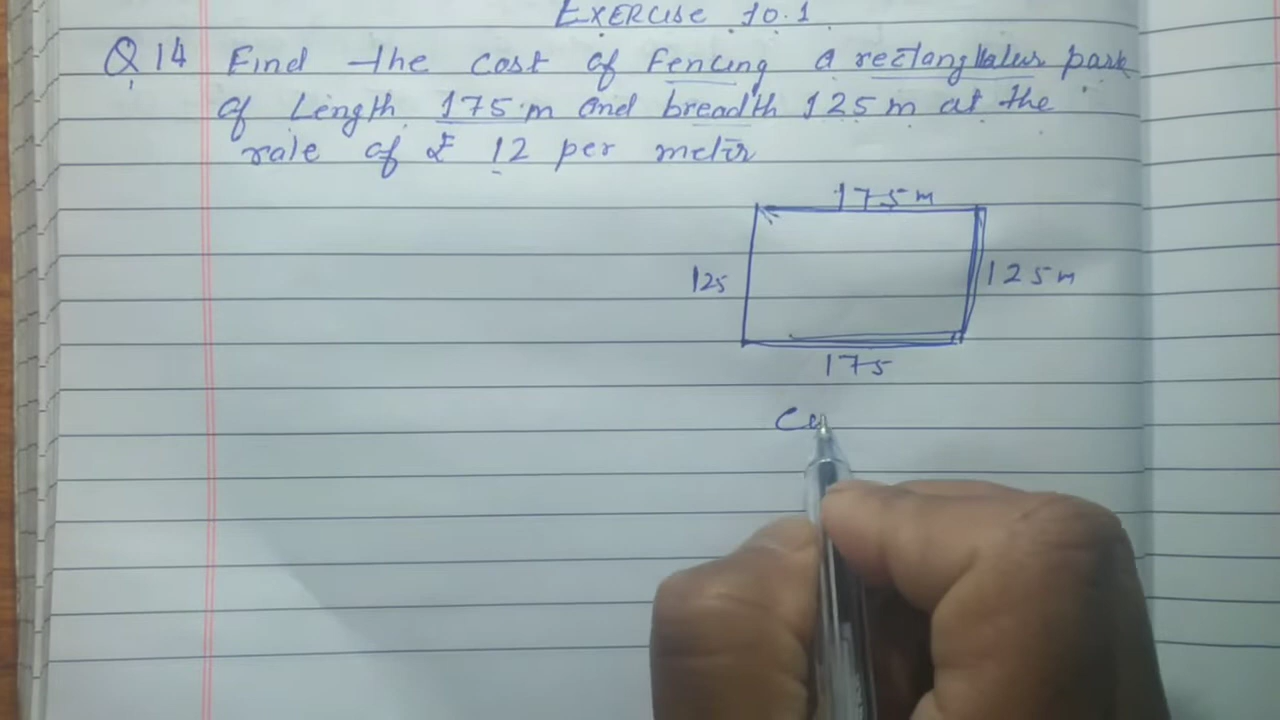 EXERCISE 10.1
Q 14 Find the cost of fencing a rectangular park
of Length 175 m and breadth 125 m at the
rate of ₹ 12 per meter
175 m
125
125 m
175
Co